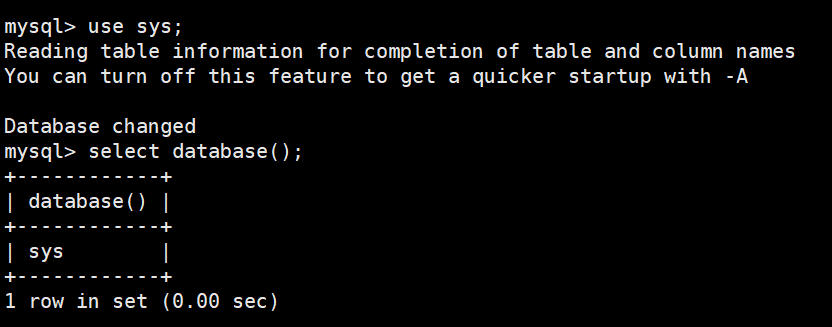 mysql> use sys;
Reading table information for completion of table and column names
You can turn off this feature to get a quicker startup with -A
Database changed
mysql> select database();
+------------+
| database() |
+------------+
| sys        |
+------------+
1 row in set (0.00 sec)